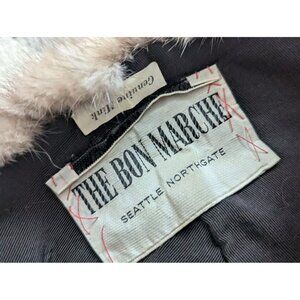 Genuine Mink
THE BON MARCHE
SEATTLE NORTHGATE